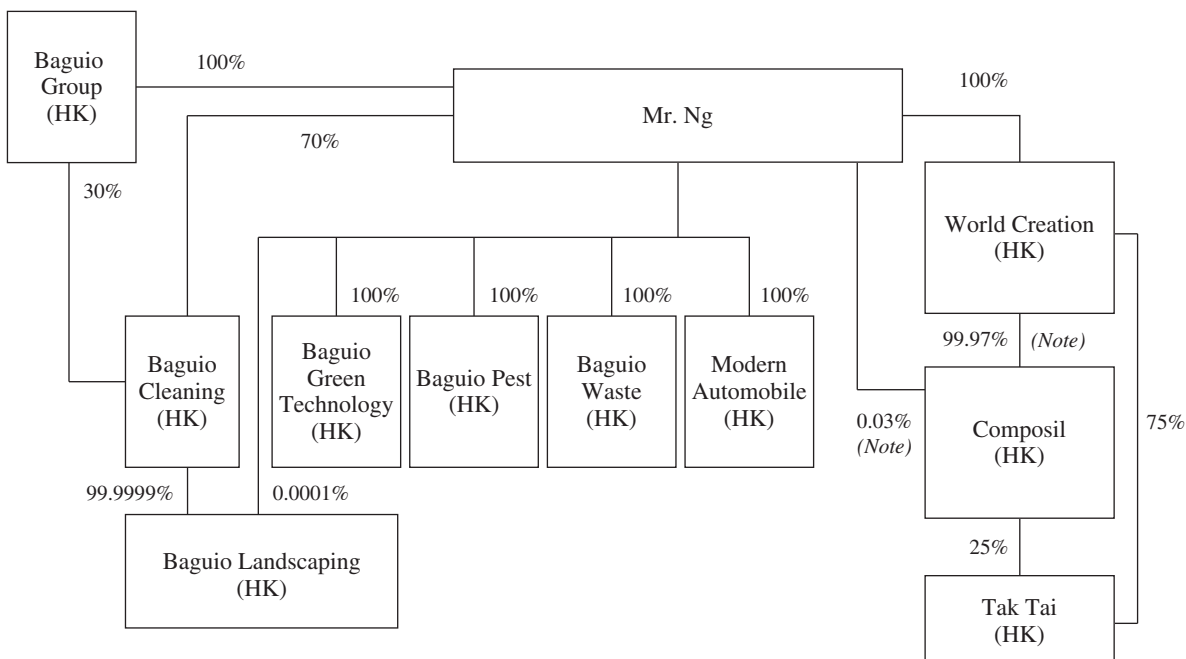 Baguio
Group
(HK)
100%
Mr. Ng
100%
70%
30%
World Creation
(HK)
100%
100%
100%
100%
99.97% (Note)
Baguio
Cleaning
(HK)
Baguio
Green
Technology
(HK)
Baguio Pest
(HK)
Baguio
Waste
(HK)
Modern
Automobile
(HK)
0.03%
(Note)
Composil
(HK)
75%
99.9999%
0.0001%
Baguio Landscaping
(HK)
25%
Tak Tai
(HK)